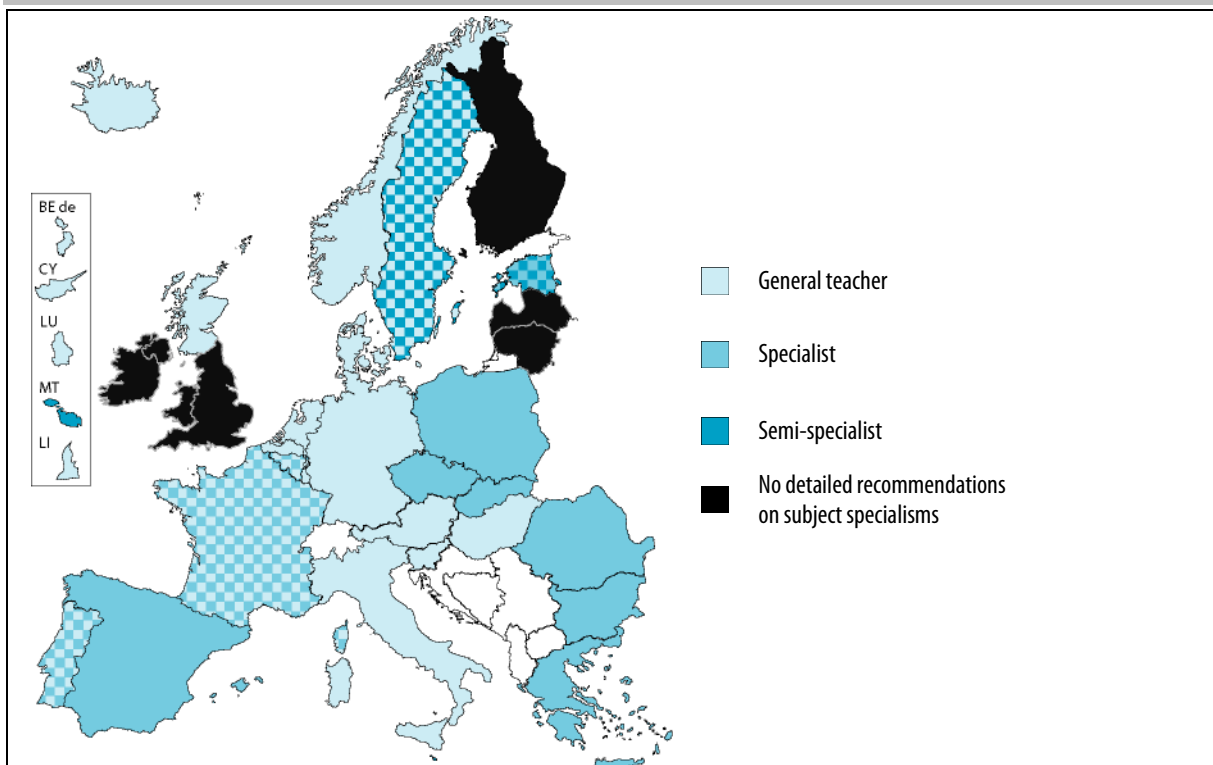 BE de
CY
LU
MT
LI
General teacher
Specialist
Semi-specialist
No detailed recommendations
on subject specialisms